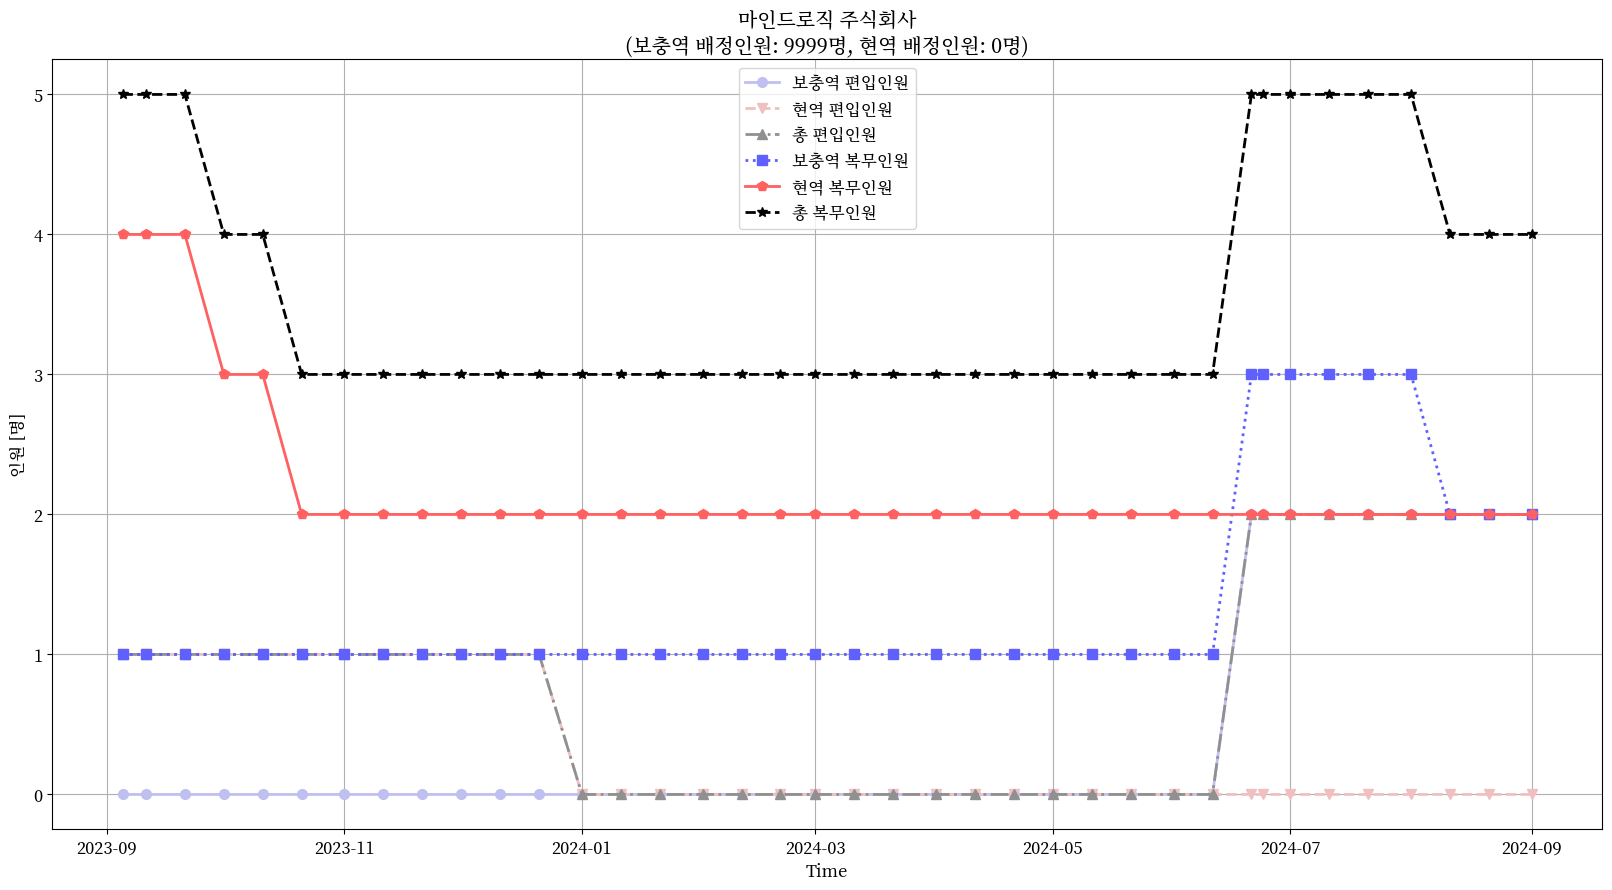 마인드로직 주식회사
(보충역 배정인원: 9999명, 현역 배정인원: 0명)
보충역 편입인원
현역 편입인원
총 편입인원
보충역 복무인원
현역 복무인원
총 복무인원
인원 [명]
5
4
3
2
1
0
2023-09
2023-11
2024-01
2024-03
2024-05
2024-07
2024-09
Time